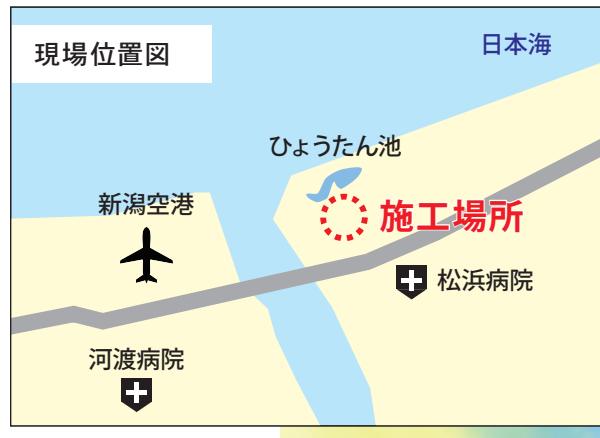 現場位置図
日本海
ひょうたん池
新潟空港
施工場所
松浜病院
河渡病院